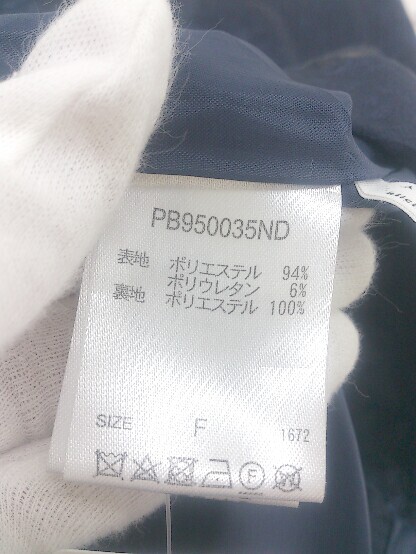 PB950035ND
表地 ポリエステル 94%
ポリウレタン 6%
裏地 ポリエステル 100%
SIZE F 1672